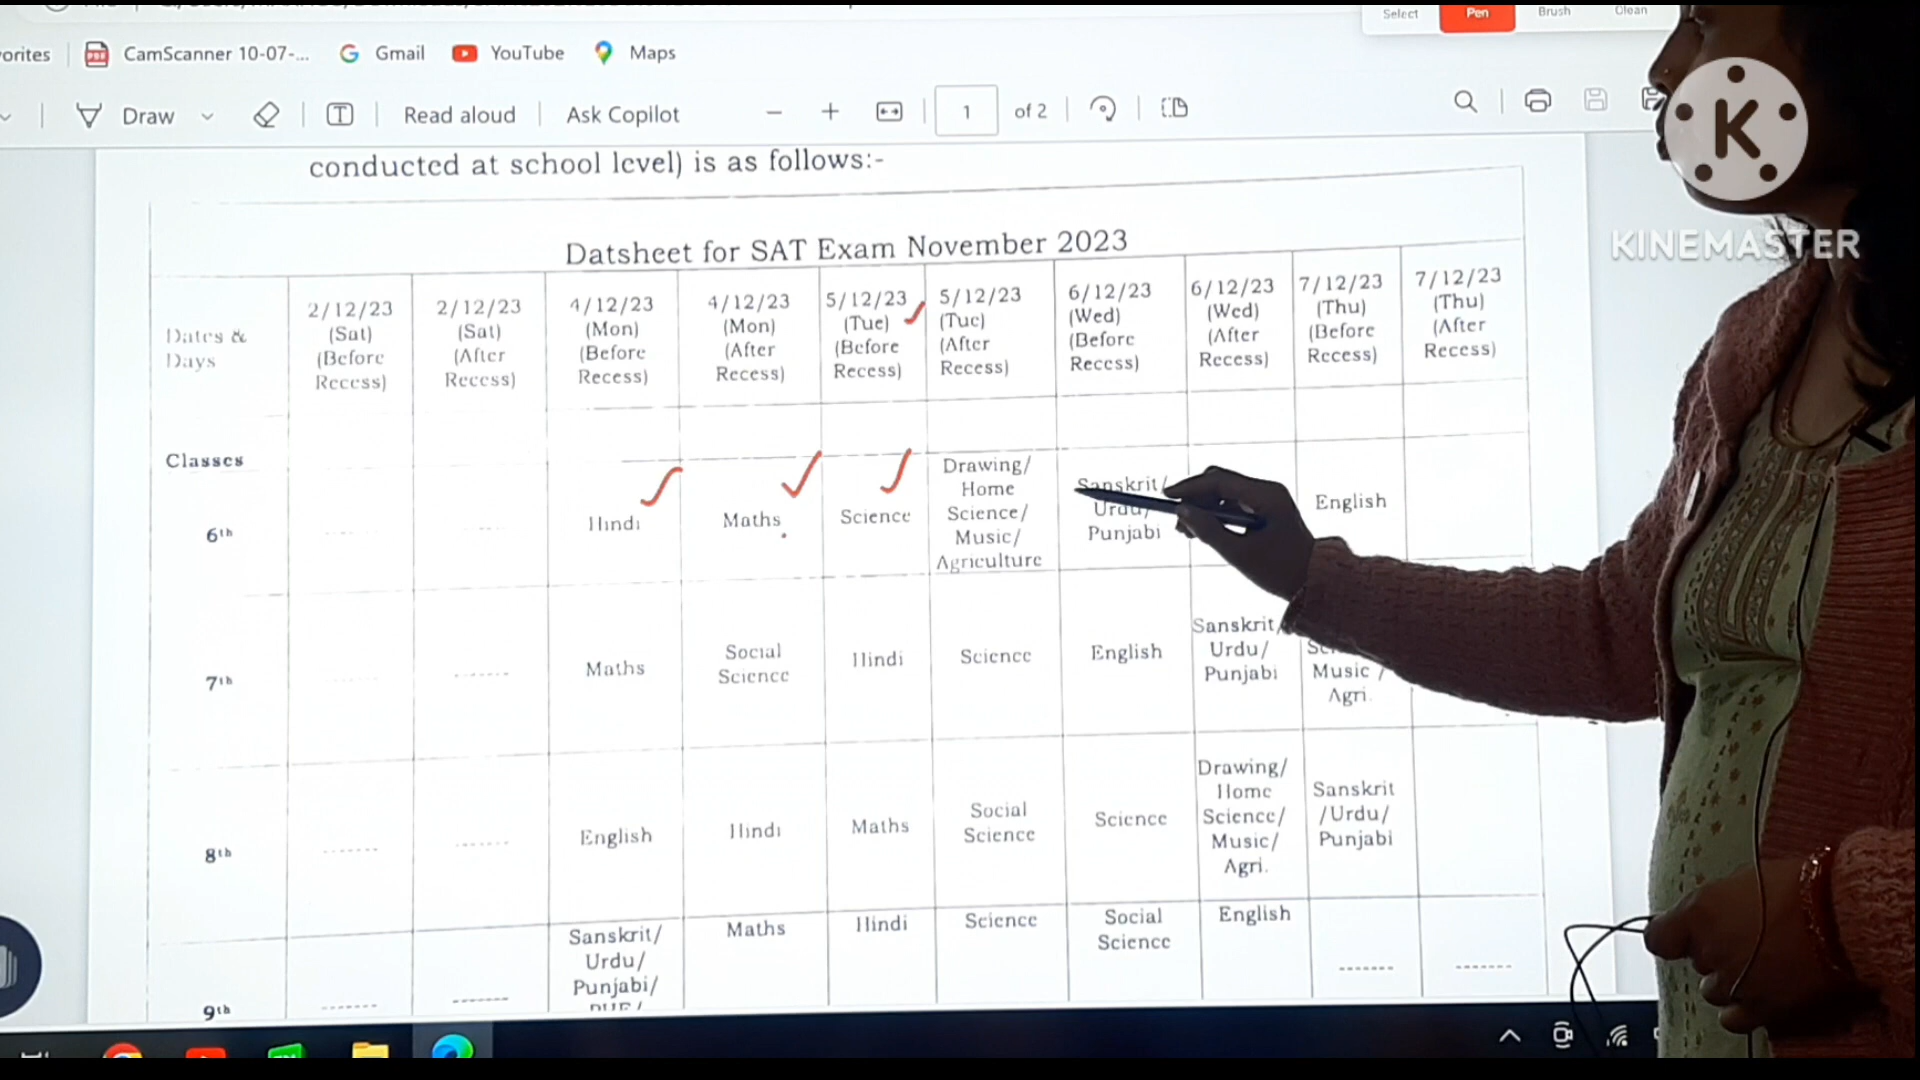 orites CamScanner 10-07-... Gmail YouTube Maps
Select Pen Brush Clean
Draw Read aloud Ask Copilot 1 of 2
K
KINEMASTER
conducted at school level) is as follows:-
Datsheet for SAT Exam November 2023
Dates &
Days
2/12/23
(Sat)
(Before
Recess)
2/12/23
(Sat)
(After
Recess)
4/12/23
(Mon)
(Before
Recess)
4/12/23
(Mon)
(After
Recess)
5/12/23
(Tue)
(Before
Recess)
5/12/23
(Tue)
(After
Recess)
6/12/23
(Wed)
(Before
Recess)
6/12/23
(Wed)
(After
Recess)
7/12/23
(Thu)
(Before
Recess)
7/12/23
(Thu)
(After
Recess)
Classes
6th
Hindi
Maths
Science
Drawing/
Home
Science/
Music/
Agriculture
Sanskrit/
Urdu/
Punjabi
English
7th
Maths
Social
Science
Hindi
Science
English
Sanskrit/
Urdu/
Punjabi
Music /
Agri.
8th
English
Hindi
Maths
Social
Science
Science
Drawing/
Home
Science/
Music/
Agri.
Sanskrit
/Urdu/
Punjabi
9th
Sanskrit/
Urdu/
Punjabi/
Maths
Hindi
Science
Social
Science
English